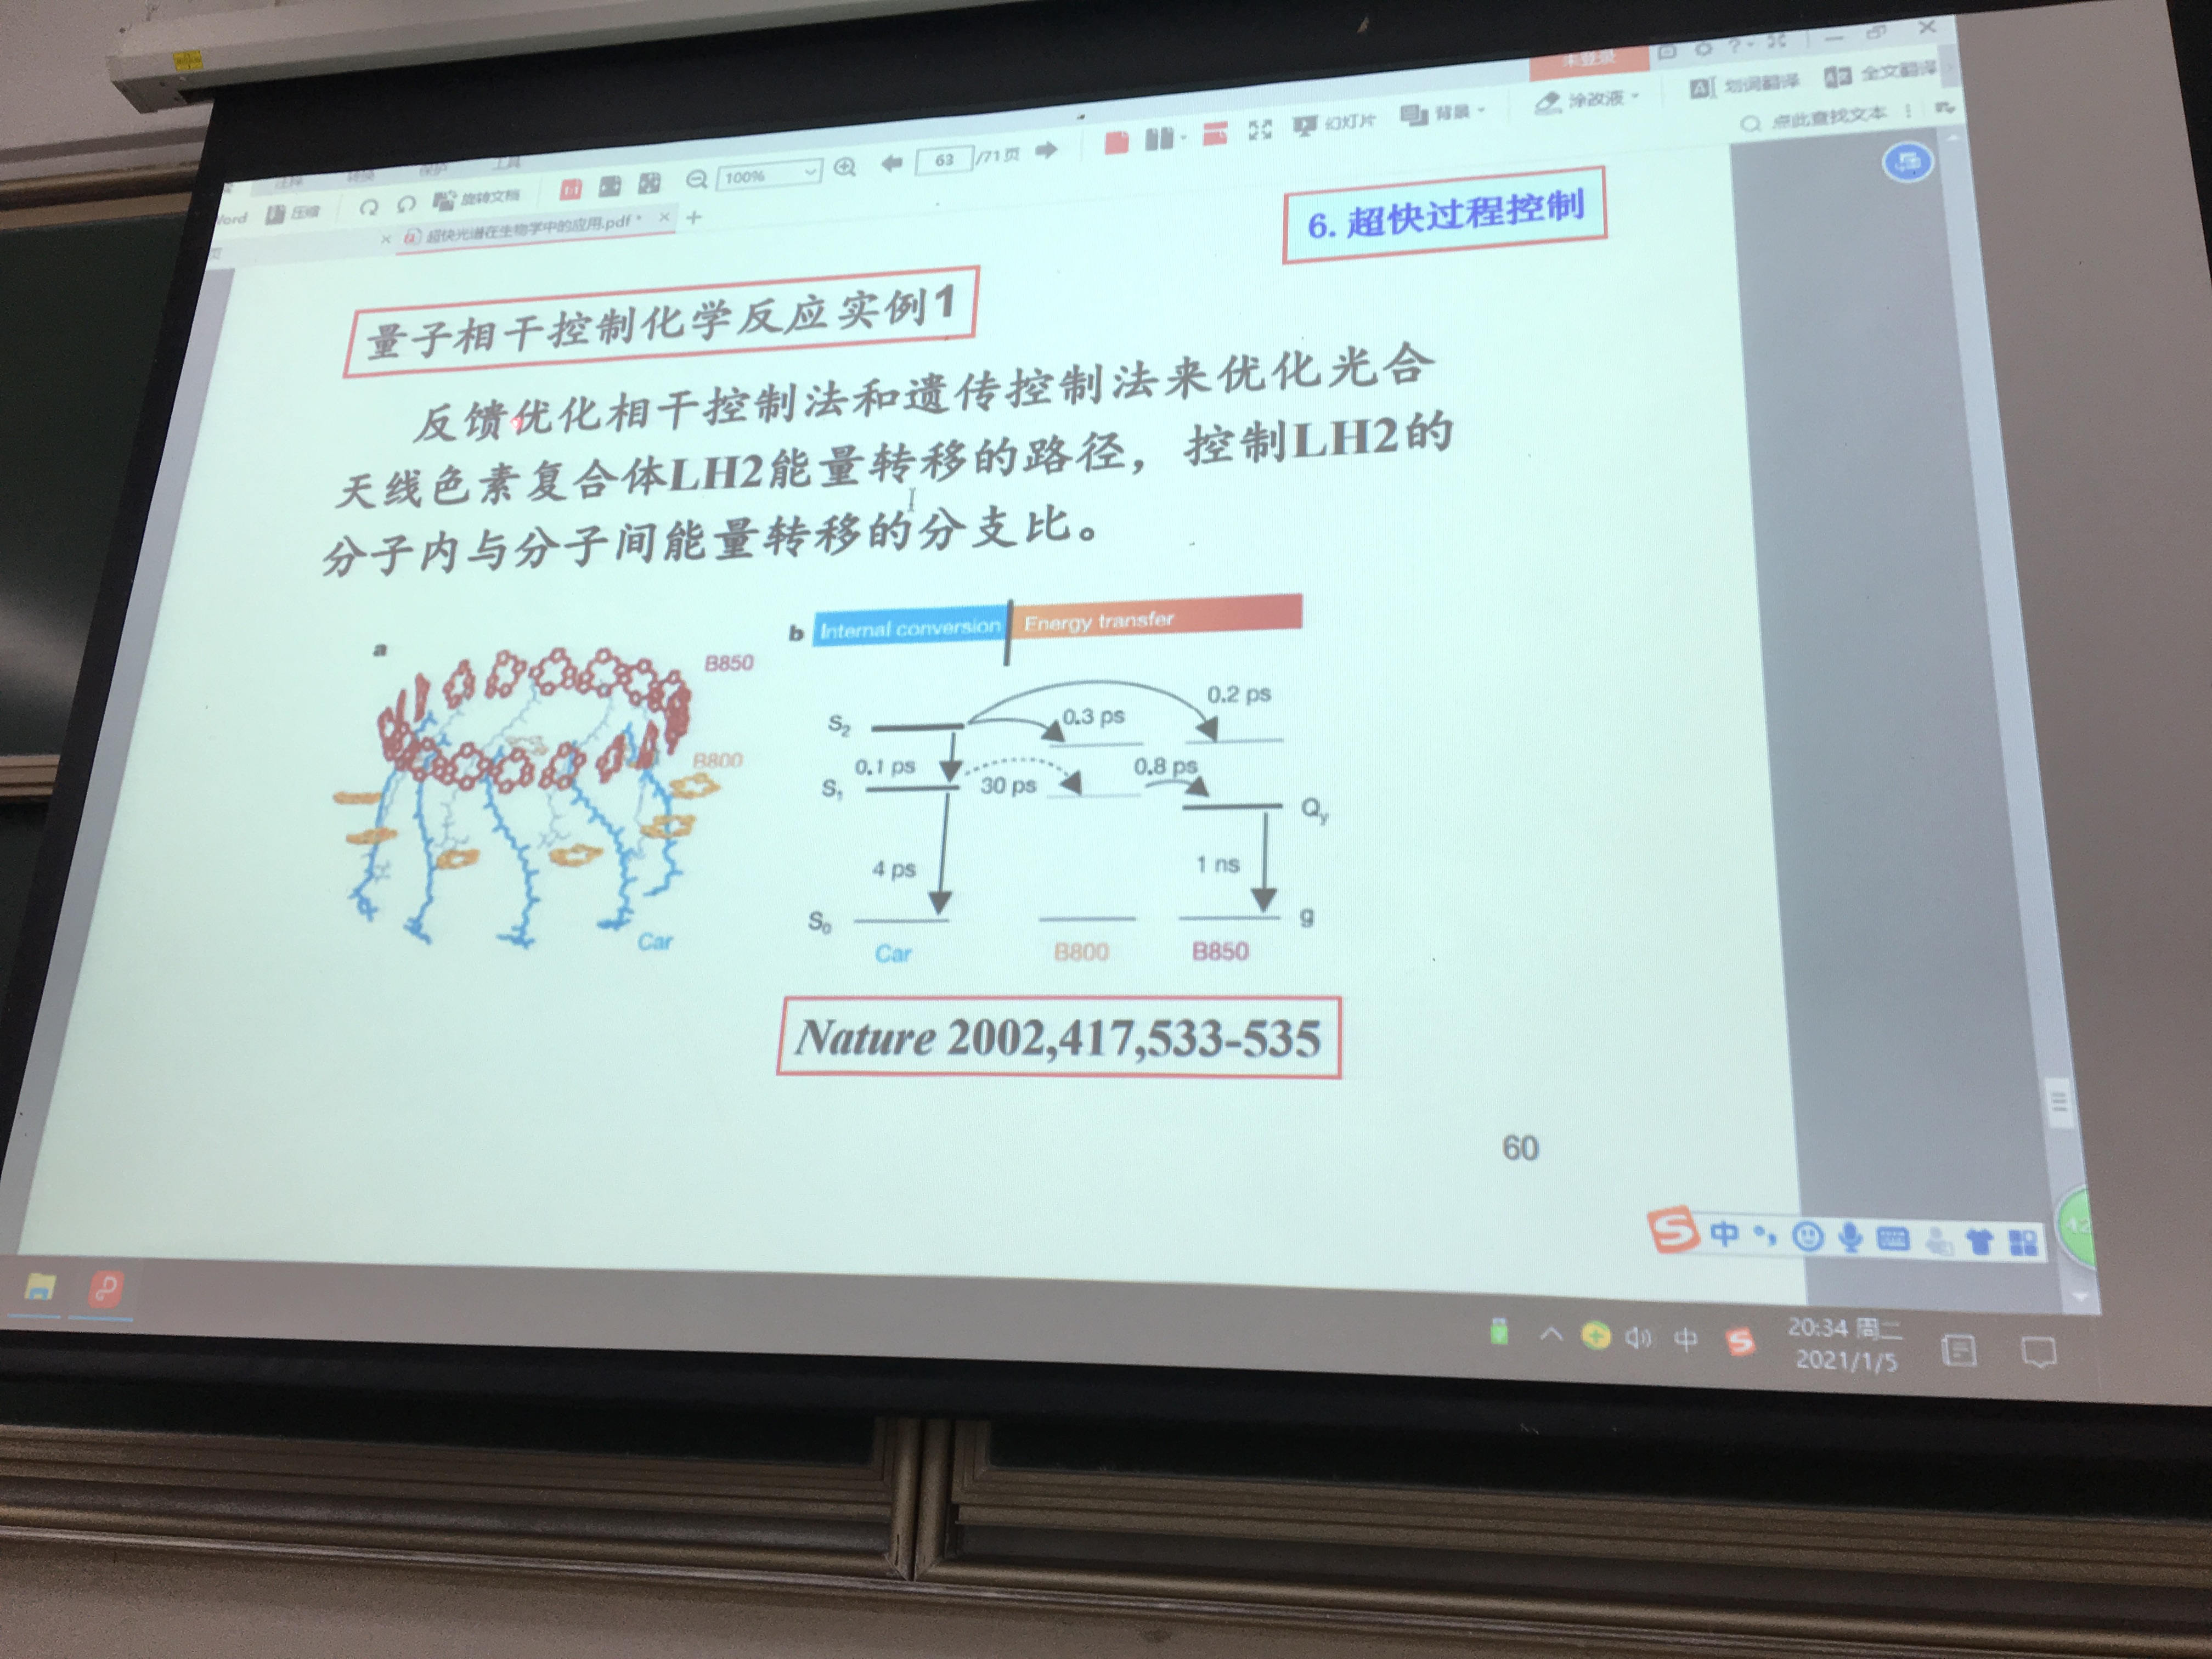 未登录
注释 转换 保护 工具
压缩
旋转文档
100%
63 /71页
幻灯片
背景
涂改液
划词翻译
全文翻译
点此查找文本
超快光谱在生物学中的应用.pdf *
6. 超快过程控制
量子相干控制化学反应实例1
反馈优化相干控制法和遗传控制法来优化光合
天线色素复合体LH2能量转移的路径，控制LH2的
分子内与分子间能量转移的分支比。
a
B850
B800
Car
b
Internal conversion
Energy transfer
S2
0.3 ps
0.2 ps
0.1 ps
S1
30 ps
0.8 ps
Qy
4 ps
1 ns
S0
g
Car
B800
B850
Nature 2002,417,533-535
60
中
中
20:34 周二
2021/1/5